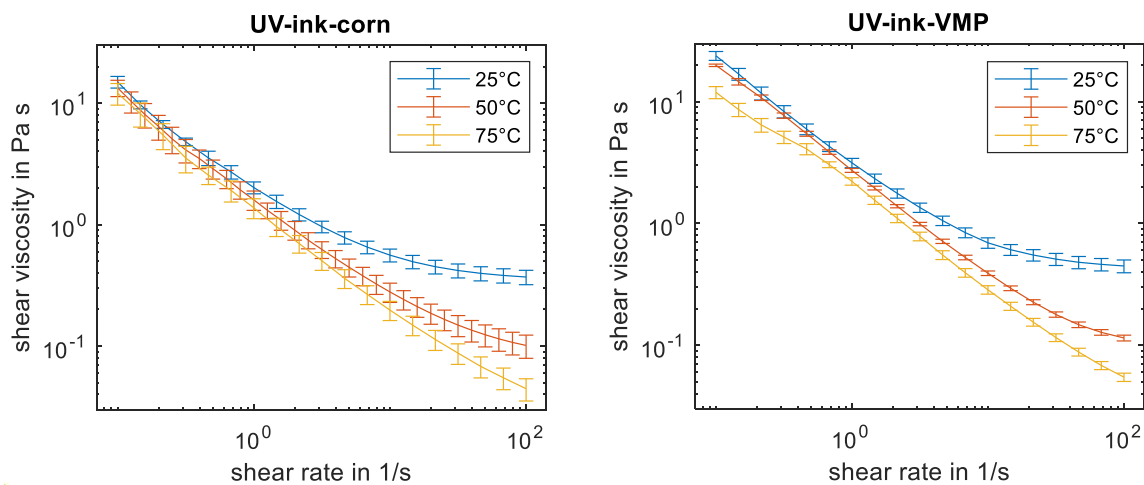 UV-ink-corn
shear viscosity in Pa s
10^1
10^0
10^-1
25°C
50°C
75°C
10^0
10^2
shear rate in 1/s
UV-ink-VMP
shear viscosity in Pa s
10^1
10^0
10^-1
25°C
50°C
75°C
10^0
10^2
shear rate in 1/s